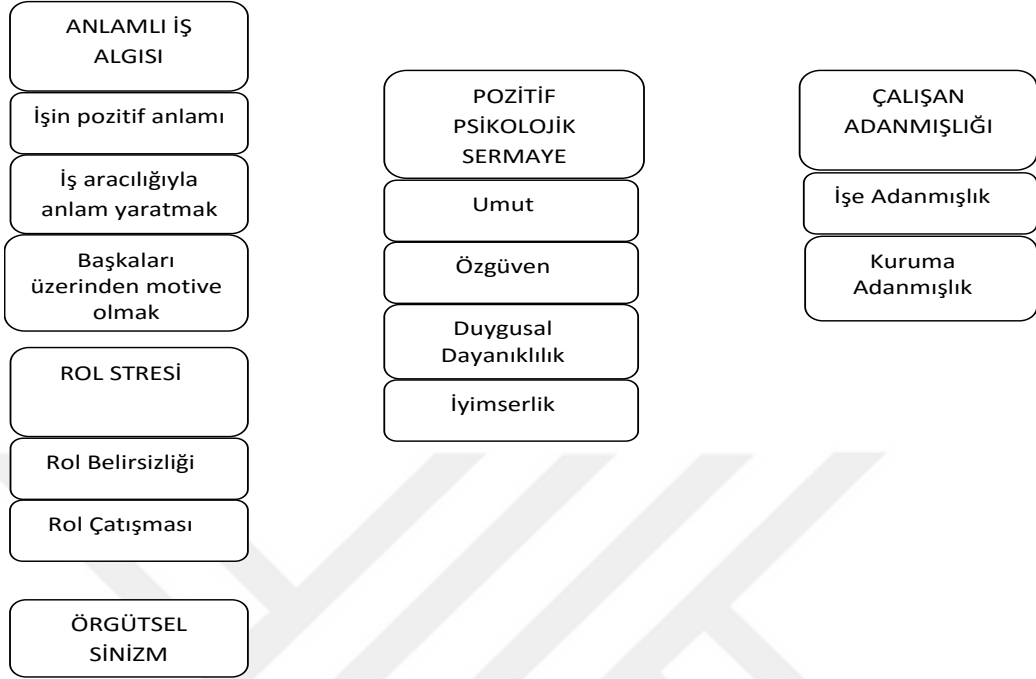 ANLAMLI İŞ
ALGISI
İşin pozitif anlamı
İş aracılığıyla
anlam yaratmak
Başkaları
üzerinden motive
olmak
ROL STRESİ
Rol Belirsizliği
Rol Çatışması
ÖRGÜTSEL
SİNİZM
POZİTİF
PSİKOLOJİK
SERMAYE
Umut
Özgüven
Duygusal
Dayanıklılık
İyimserlik
ÇALIŞAN
ADANMIŞLIĞI
İşe Adanmışlık
Kuruma
Adanmışlık